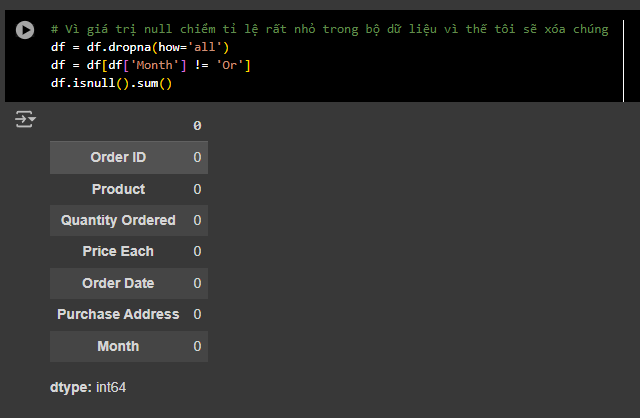 # Vì giá trị null chiếm tỉ lệ rất nhỏ trong bộ dữ liệu vì thế tôi sẽ xóa chúng
df = df.dropna(how='all')
df = df[df['Month'] != 'Or']
df.isnull().sum()
0
Order ID 0
Product 0
Quantity Ordered 0
Price Each 0
Order Date 0
Purchase Address 0
Month 0
dtype: int64